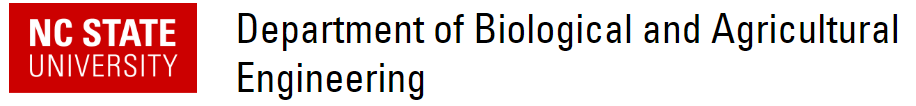 NC STATE
UNIVERSITY
Department of Biological and Agricultural
Engineering